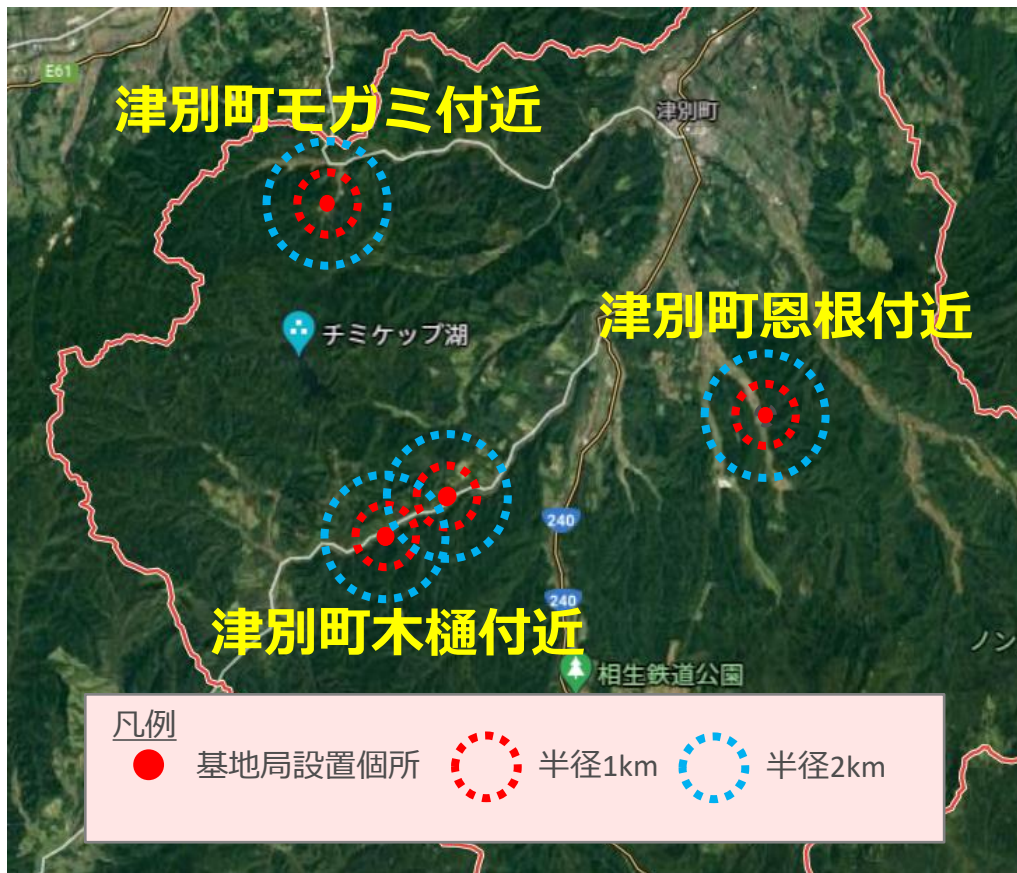 E61
津別町モガミ付近
津別町
津別町恩根付近
チミケップ湖
240
240
津別町木樋付近
ノン
相生鉄道公園
凡例
基地局設置個所
半径1km
半径2km